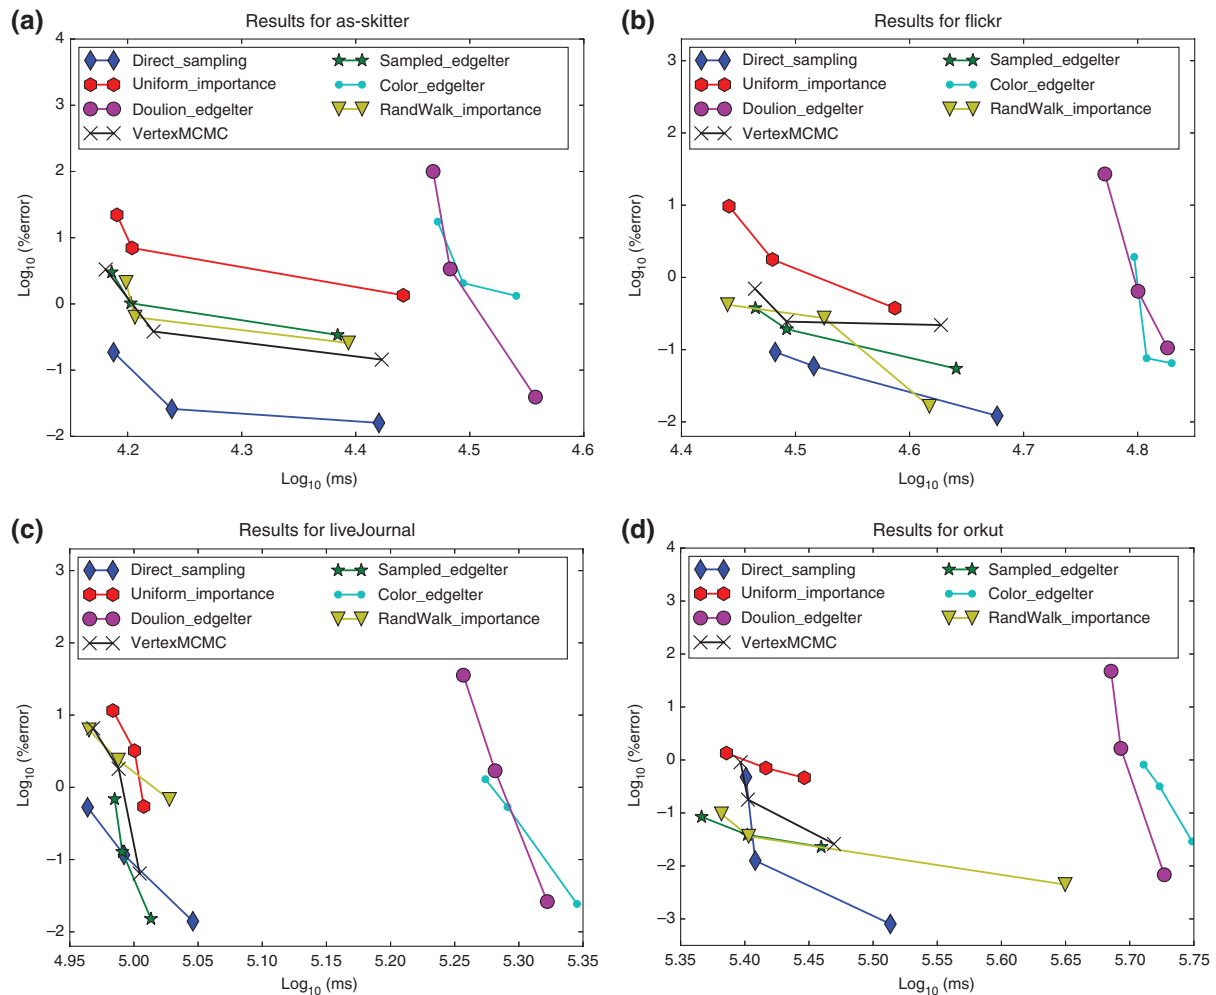 (a)
Results for as-skitter
Direct_sampling
Uniform_importance
Doulion_edgelter
VertexMCMC
Sampled_edgelter
Color_edgelter
RandWalk_importance
4
3
2
1
0
−1
−2
Log10 (%error)
4.2 4.3 4.4 4.5 4.6
Log10 (ms)
(b)
Results for flickr
Direct_sampling
Uniform_importance
Doulion_edgelter
VertexMCMC
Sampled_edgelter
Color_edgelter
RandWalk_importance
3
2
1
0
−1
−2
Log10 (%error)
4.4 4.5 4.6 4.7 4.8
Log10 (ms)
(c)
Results for liveJournal
Direct_sampling
Uniform_importance
Doulion_edgelter
VertexMCMC
Sampled_edgelter
Color_edgelter
RandWalk_importance
3
2
1
0
−1
−2
Log10 (%error)
4.95 5.00 5.05 5.10 5.15 5.20 5.25 5.30 5.35
Log10 (ms)
(d)
Results for orkut
Direct_sampling
Uniform_importance
Doulion_edgelter
VertexMCMC
Sampled_edgelter
Color_edgelter
RandWalk_importance
4
3
2
1
0
−1
−2
−3
Log10 (%error)
5.35 5.40 5.45 5.50 5.55 5.60 5.65 5.70 5.75
Log10 (ms)